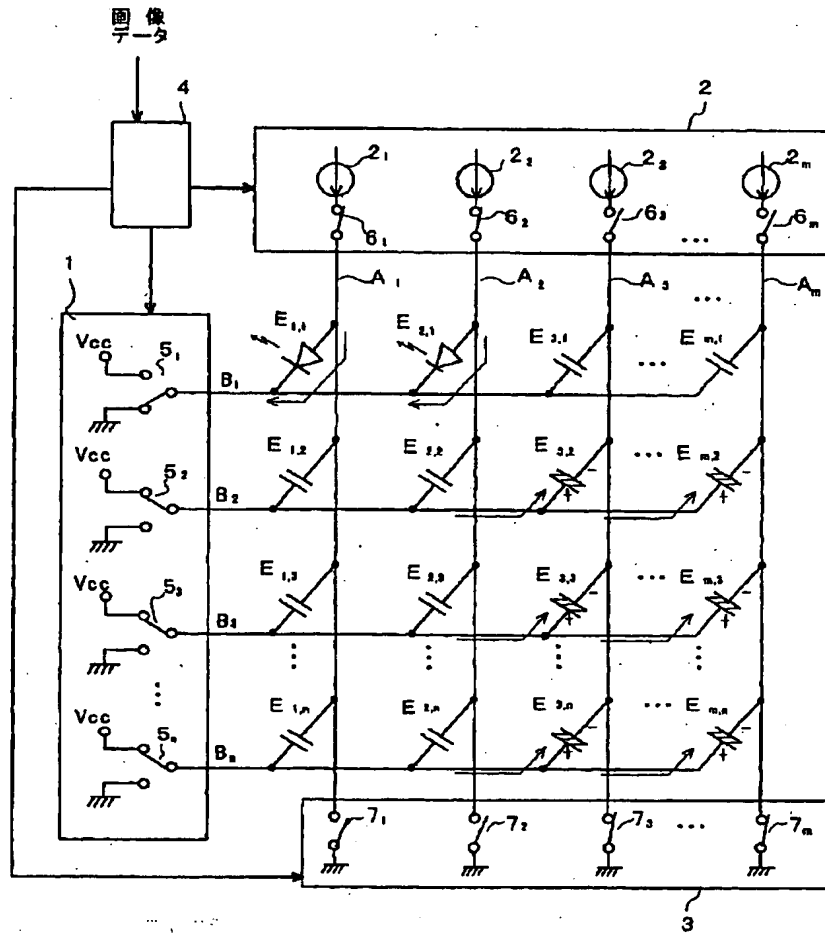 画像
データ
4
2
2₁ 2₂ 2₃ 2ₘ
6₁ 6₂ 6₃ ... 6ₘ
1
A₁ A₂ A₃ ... Aₘ
Vcc 5₁ B₁ E₁,₁ E₂,₁ E₃,₁ ... Eₘ,₁
Vcc 5₂ B₂ E₁,₂ E₂,₂ E₃,₂ ... Eₘ,₂
- -
+ +
Vcc 5₃ B₃ E₁,₃ E₂,₃ E₃,₃ ... Eₘ,₃
- -
+ +
Vcc 5ₙ Bₙ E₁,ₙ E₂,ₙ E₃,ₙ ... Eₘ,ₙ
- -
+ +
7₁ 7₂ 7₃ ... 7ₘ
3